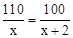 110/x = 100/(x+2)